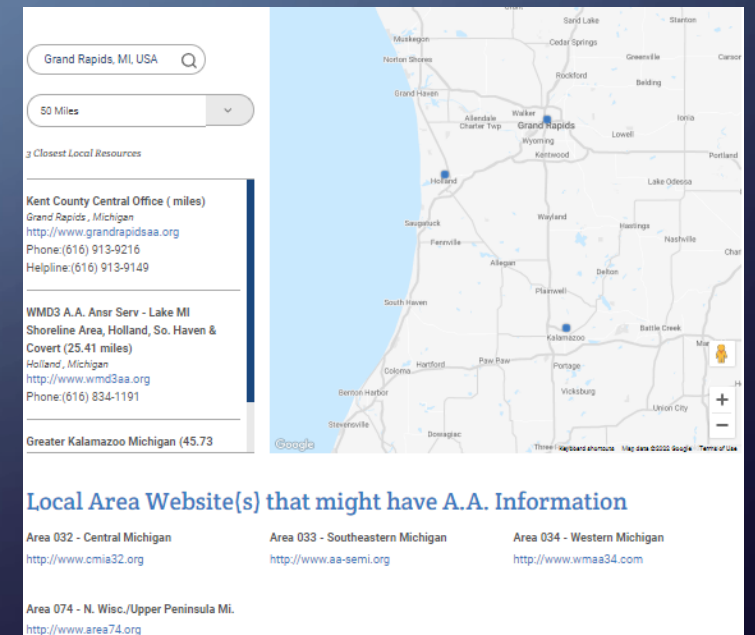 Grand Rapids, MI, USA
50 Miles
3 Closest Local Resources
Kent County Central Office ( miles)
Grand Rapids , Michigan
http://www.grandrapidsaa.org
Phone:(616) 913-9216
Helpline:(616) 913-9149
WMD3 A.A. Ansr Serv - Lake MI
Shoreline Area, Holland, So. Haven &
Covert (25.41 miles)
Holland , Michigan
http://www.wmd3aa.org
Phone:(616) 834-1191
Greater Kalamazoo Michigan (45.73
Grant
Sand Lake
Stanton
Muskegon
Cedar Springs
Norton Shores
Greenville
Carson
Rockford
Belding
Grand Haven
Allendale
Charter Twp
Walker
Grand Rapids
Ionia
Wyoming
Lowell
Kentwood
Portland
Holland
Lake Odessa
Saugatuck
Wayland
Hastings
Fennville
Nashville
Char
Allegan
Delton
Plainwell
South Haven
Battle Creek
Kalamazoo
Mar
Coloma
Hartford
Paw Paw
Portage
Benton Harbor
Vicksburg
Union City
Stevensville
Dowagiac
Three
Google
Keyboard shortcuts
Map data ©2022 Google
Terms of Use
+
−
Local Area Website(s) that might have A.A. Information
Area 032 - Central Michigan
http://www.cmia32.org
Area 033 - Southeastern Michigan
http://www.aa-semi.org
Area 034 - Western Michigan
http://www.wmaa34.com
Area 074 - N. Wisc./Upper Peninsula Mi.
http://www.area74.org